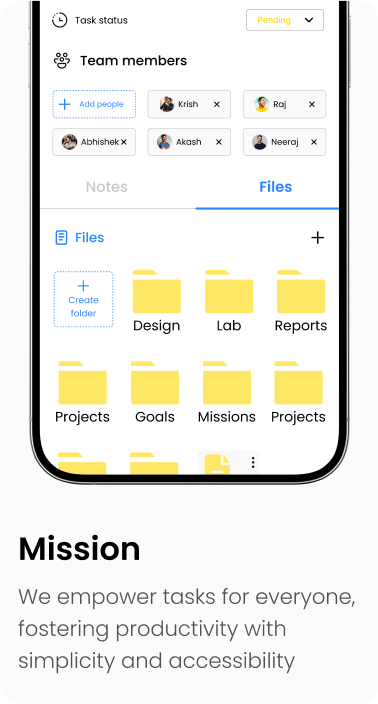 Task status Pending
Team members
Add people Krish Raj
Abhishek Akash Neeraj
Notes Files
Files
Create
folder
Design Lab Reports
Projects Goals Missions Projects
Mission
We empower tasks for everyone,
fostering productivity with
simplicity and accessibility